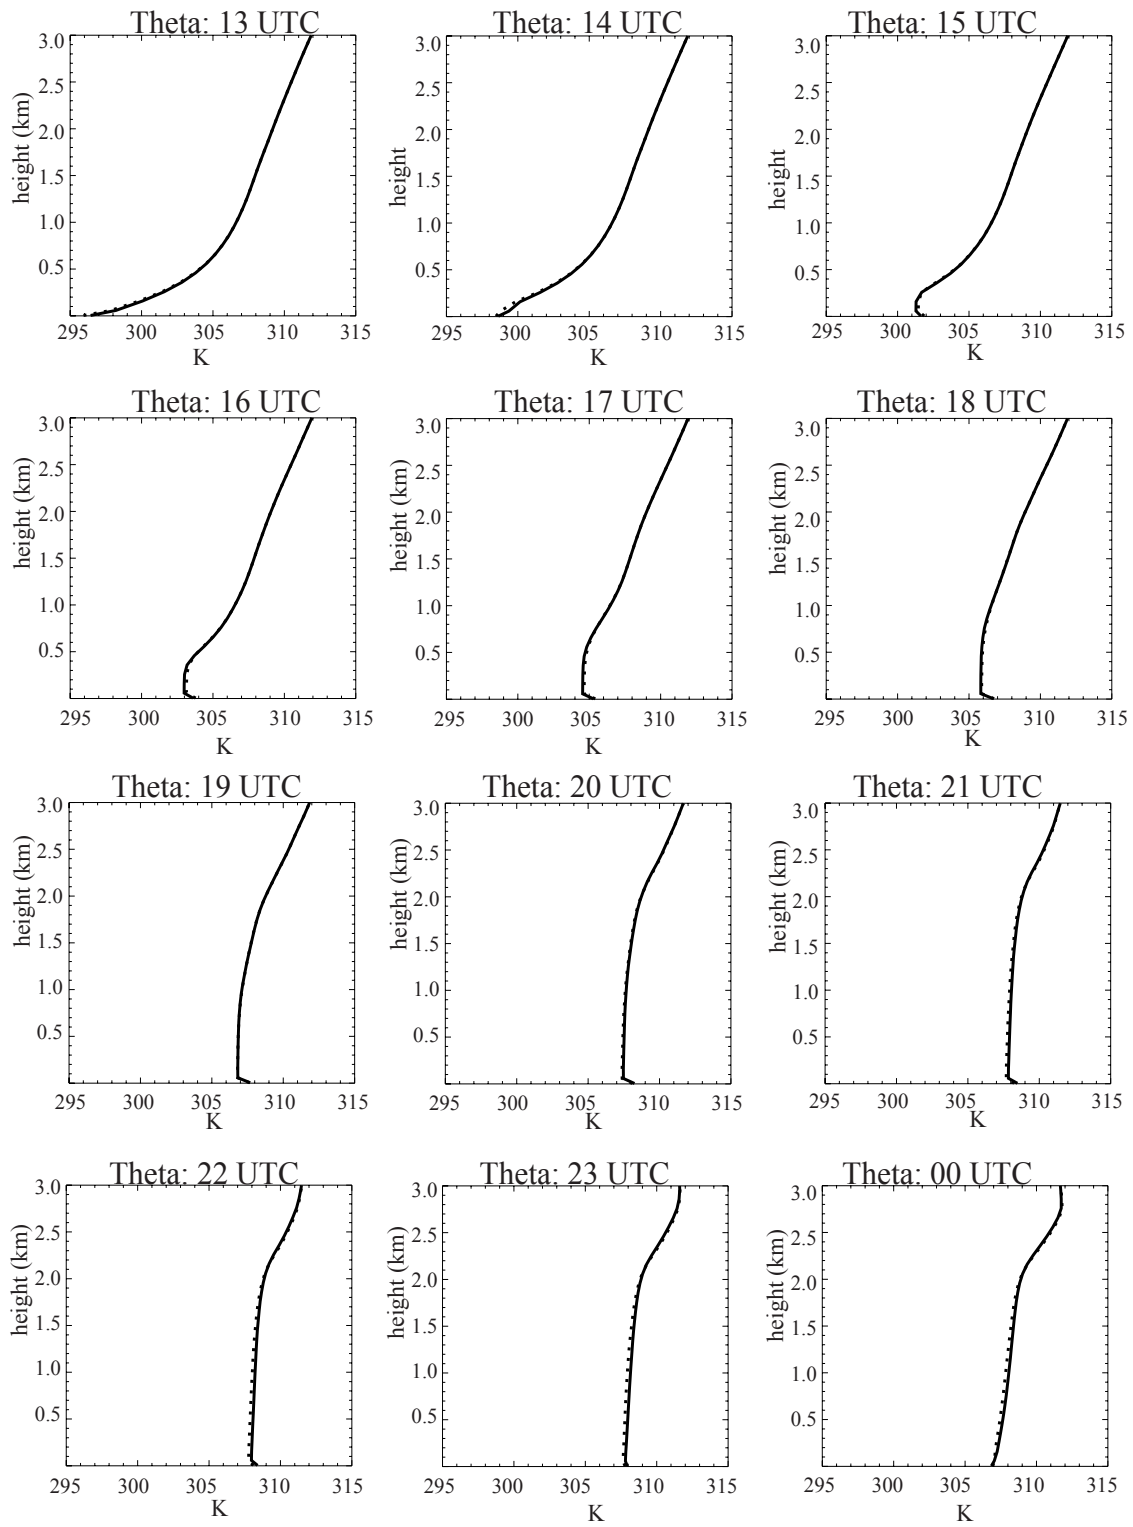 Theta: 13 UTC
height (km)
3.0
2.5
2.0
1.5
1.0
0.5
295 300 305 310 315
K
Theta: 14 UTC
height
3.0
2.5
2.0
1.5
1.0
0.5
295 300 305 310 315
K
Theta: 15 UTC
height
3.0
2.5
2.0
1.5
1.0
0.5
295 300 305 310 315
K
Theta: 16 UTC
height (km)
3.0
2.5
2.0
1.5
1.0
0.5
295 300 305 310 315
K
Theta: 17 UTC
height (km)
3.0
2.5
2.0
1.5
1.0
0.5
295 300 305 310 315
K
Theta: 18 UTC
height (km)
3.0
2.5
2.0
1.5
1.0
0.5
295 300 305 310 315
K
Theta: 19 UTC
height (km)
3.0
2.5
2.0
1.5
1.0
0.5
295 300 305 310 315
K
Theta: 20 UTC
height (km)
3.0
2.5
2.0
1.5
1.0
0.5
295 300 305 310 315
K
Theta: 21 UTC
height (km)
3.0
2.5
2.0
1.5
1.0
0.5
295 300 305 310 315
K
Theta: 22 UTC
height (km)
3.0
2.5
2.0
1.5
1.0
0.5
295 300 305 310 315
K
Theta: 23 UTC
height (km)
3.0
2.5
2.0
1.5
1.0
0.5
295 300 305 310 315
K
Theta: 00 UTC
height (km)
3.0
2.5
2.0
1.5
1.0
0.5
295 300 305 310 315
K